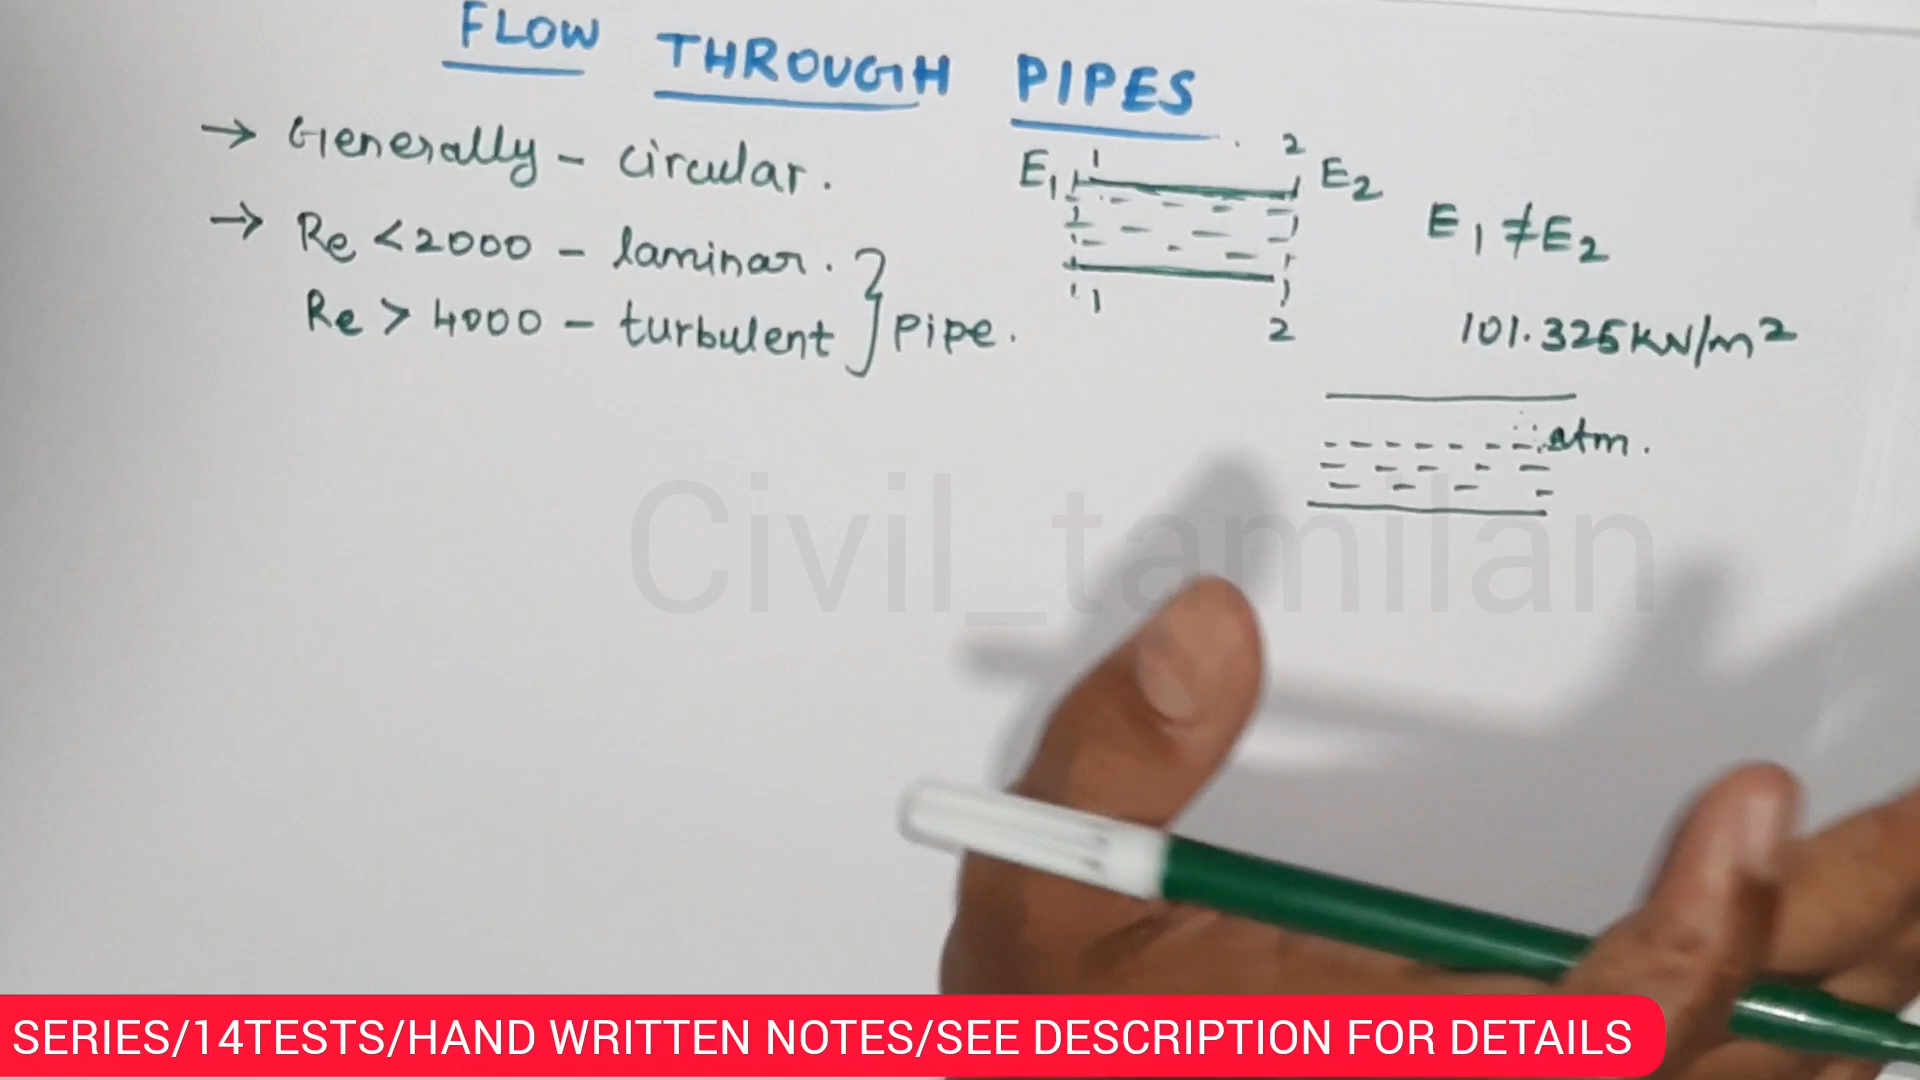 FLOW THROUGH PIPES
→ Generally - circular.
→ Re < 2000 - laminar.
Re > 4000 - turbulent } Pipe.
1 2
E1 E2
E1 ≠ E2
1 2
101.325 kN/m²
atm.
Civil_tamilan
SERIES/14TESTS/HAND WRITTEN NOTES/SEE DESCRIPTION FOR DETAILS